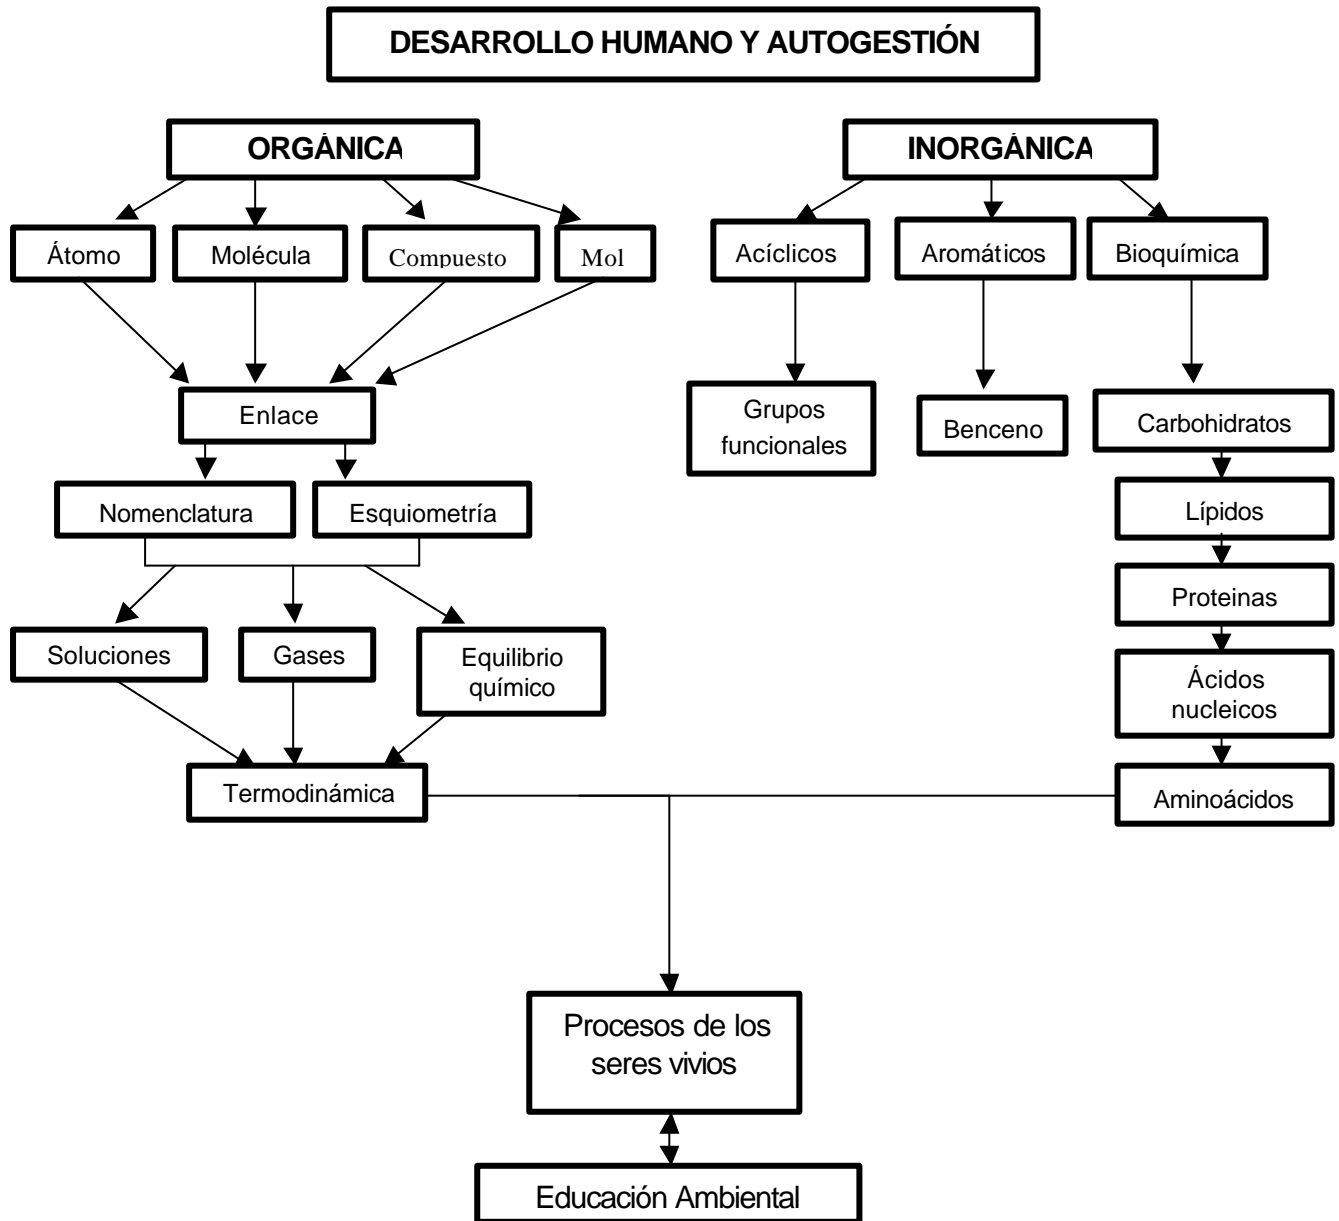 DESARROLLO HUMANO Y AUTOGESTIÓN
ORGÁNICA
INORGÁNICA
Átomo
Molécula
Compuesto
Mol
Acíclicos
Aromáticos
Bioquímica
Enlace
Grupos
funcionales
Benceno
Carbohidratos
Nomenclatura
Esquiometría
Lípidos
Proteinas
Soluciones
Gases
Equilibrio
químico
Ácidos
nucleicos
Termodinámica
Aminoácidos
Procesos de los
seres vivios
Educación Ambiental